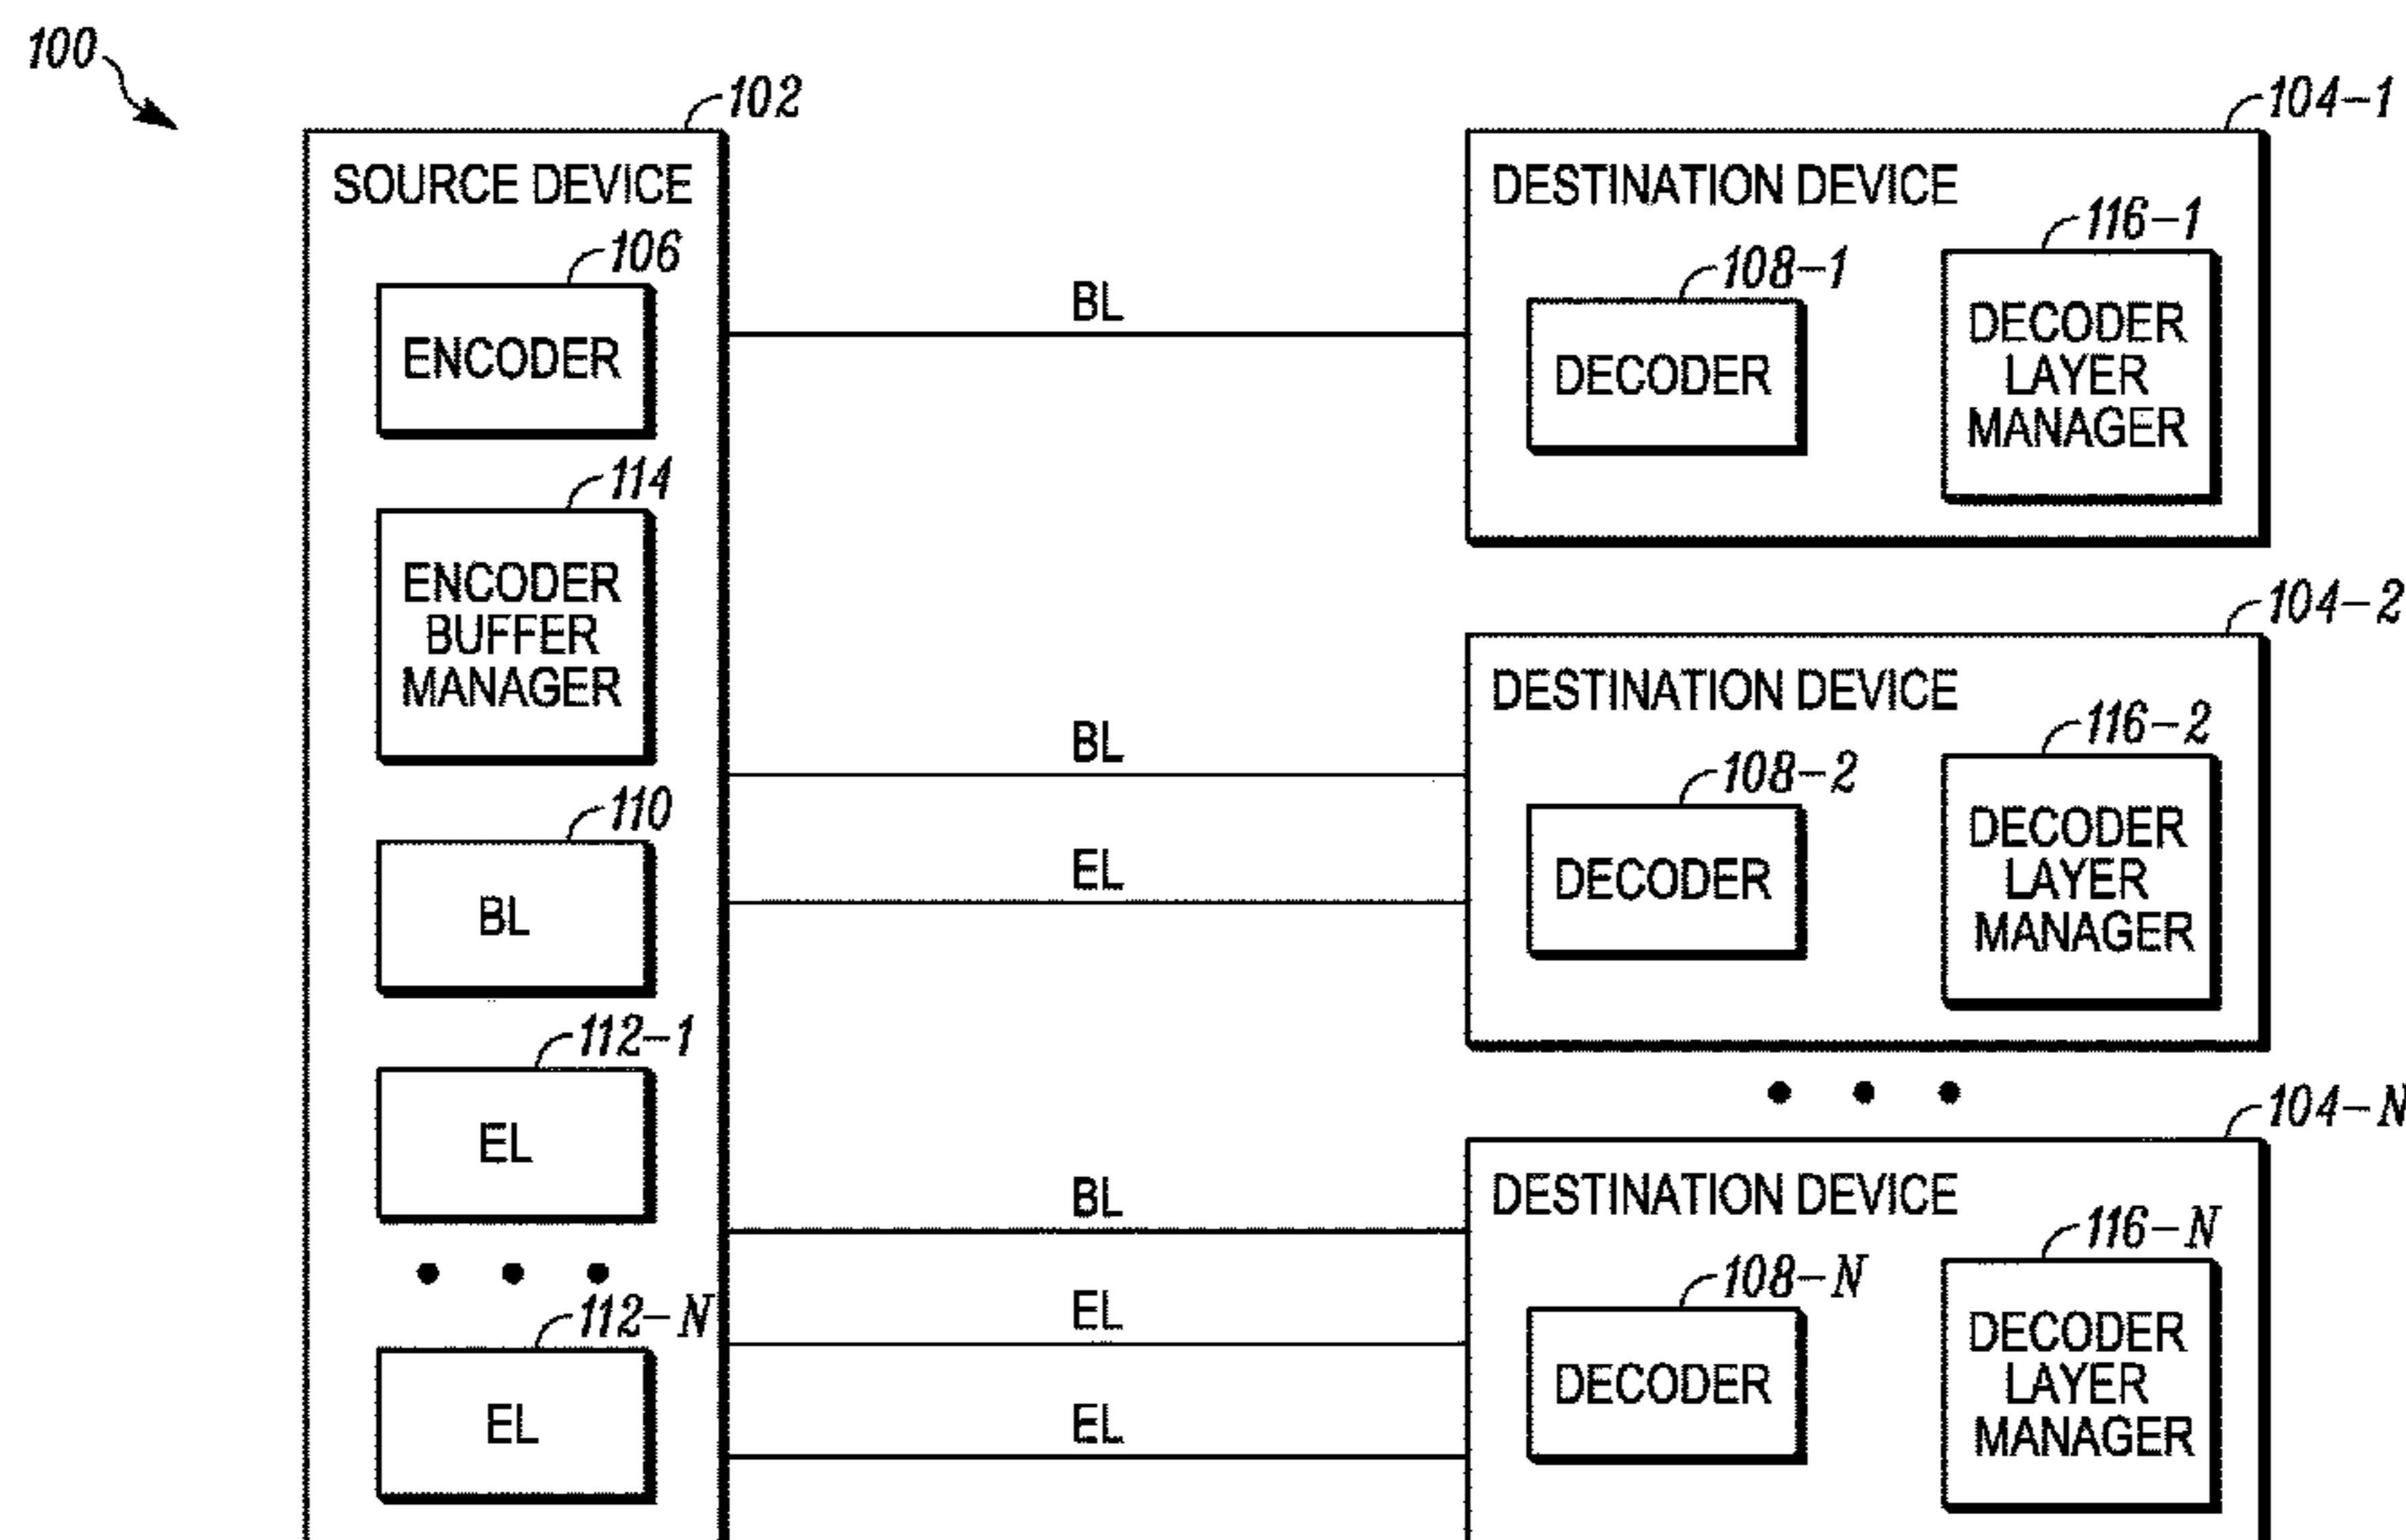 100
102
SOURCE DEVICE
106
ENCODER
114
ENCODER
BUFFER
MANAGER
110
BL
112-1
EL
112-N
EL
BL
BL
EL
BL
EL
EL
104-1
DESTINATION DEVICE
108-1
DECODER
116-1
DECODER
LAYER
MANAGER
104-2
DESTINATION DEVICE
108-2
DECODER
116-2
DECODER
LAYER
MANAGER
104-N
DESTINATION DEVICE
108-N
DECODER
116-N
DECODER
LAYER
MANAGER